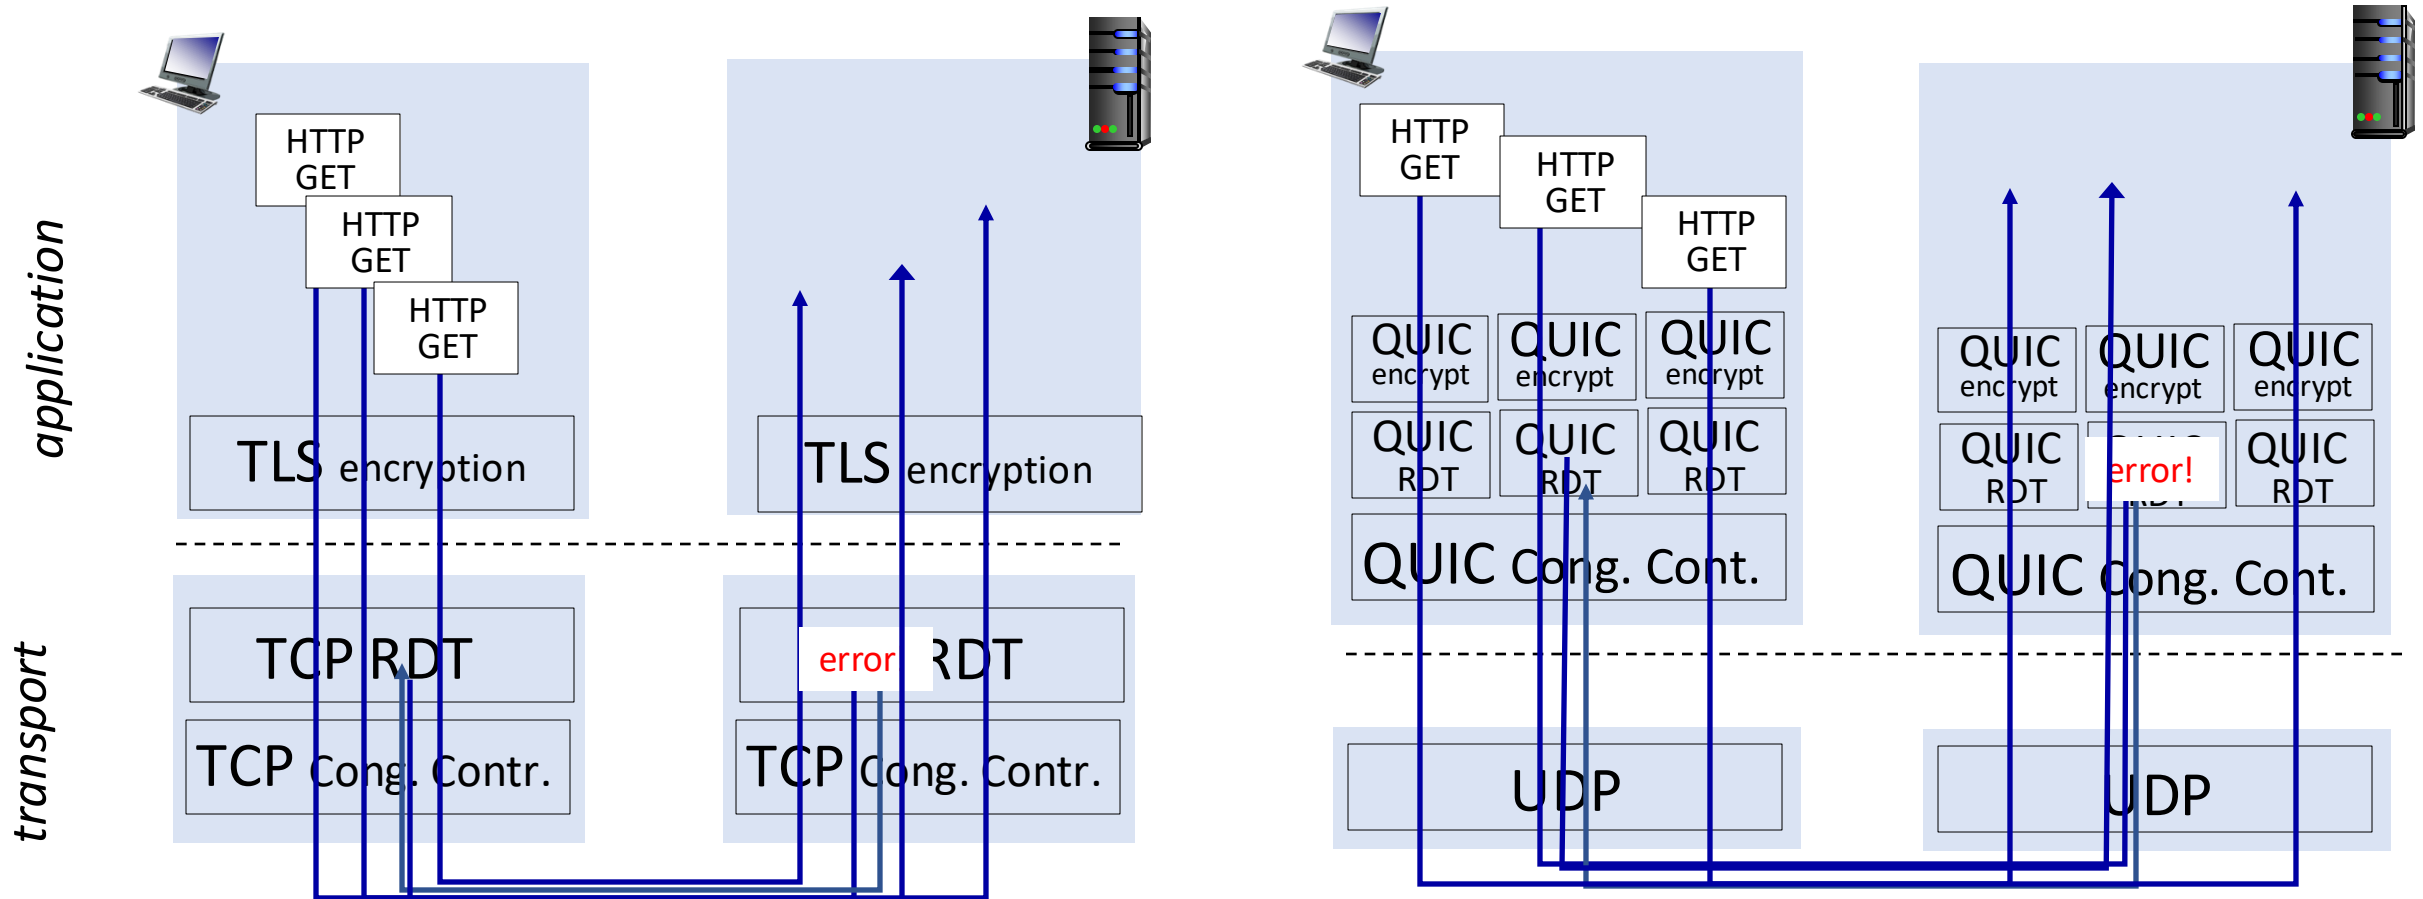 application
transport
HTTP
GET
HTTP
GET
HTTP
GET
TLS encryption
TCP RDT
TCP Cong. Contr.
TLS encryption
error RDT
TCP Cong. Contr.
HTTP
GET
HTTP
GET
HTTP
GET
QUIC
encrypt
QUIC
encrypt
QUIC
encrypt
QUIC
RDT
QUIC
RDT
QUIC
RDT
QUIC Cong. Cont.
UDP
QUIC
encrypt
QUIC
encrypt
QUIC
encrypt
QUIC
RDT
error!
QUIC
RDT
QUIC Cong. Cont.
UDP